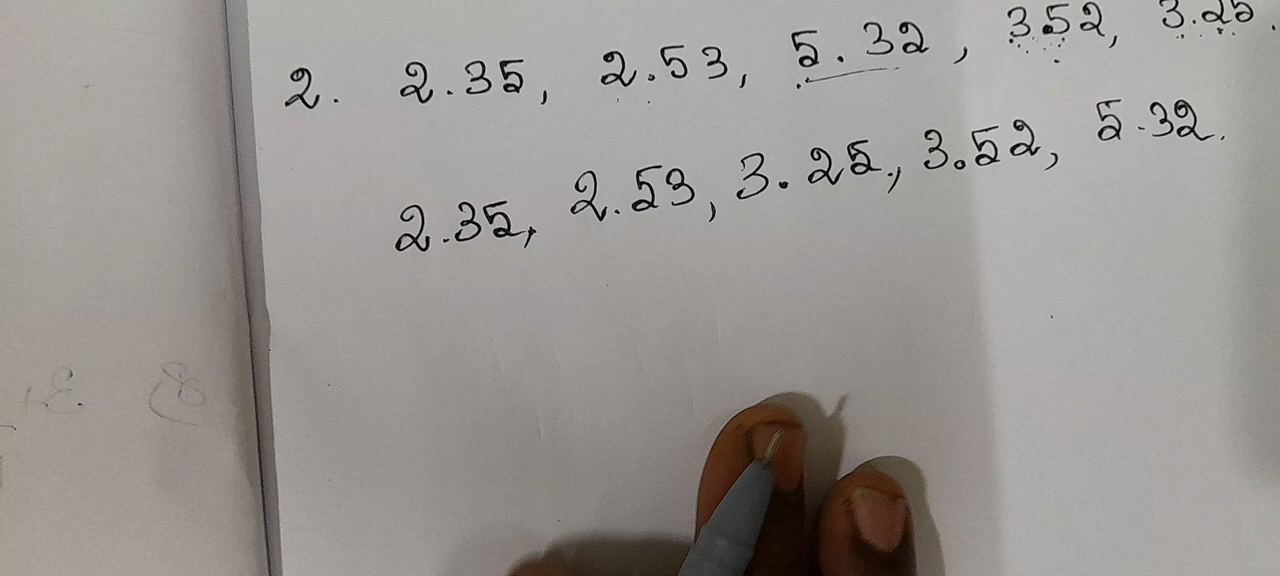 2. 2.35, 2.53, 5.32, 3.52, 3.25.
2.35, 2.53, 3.25, 3.52, 5.32.